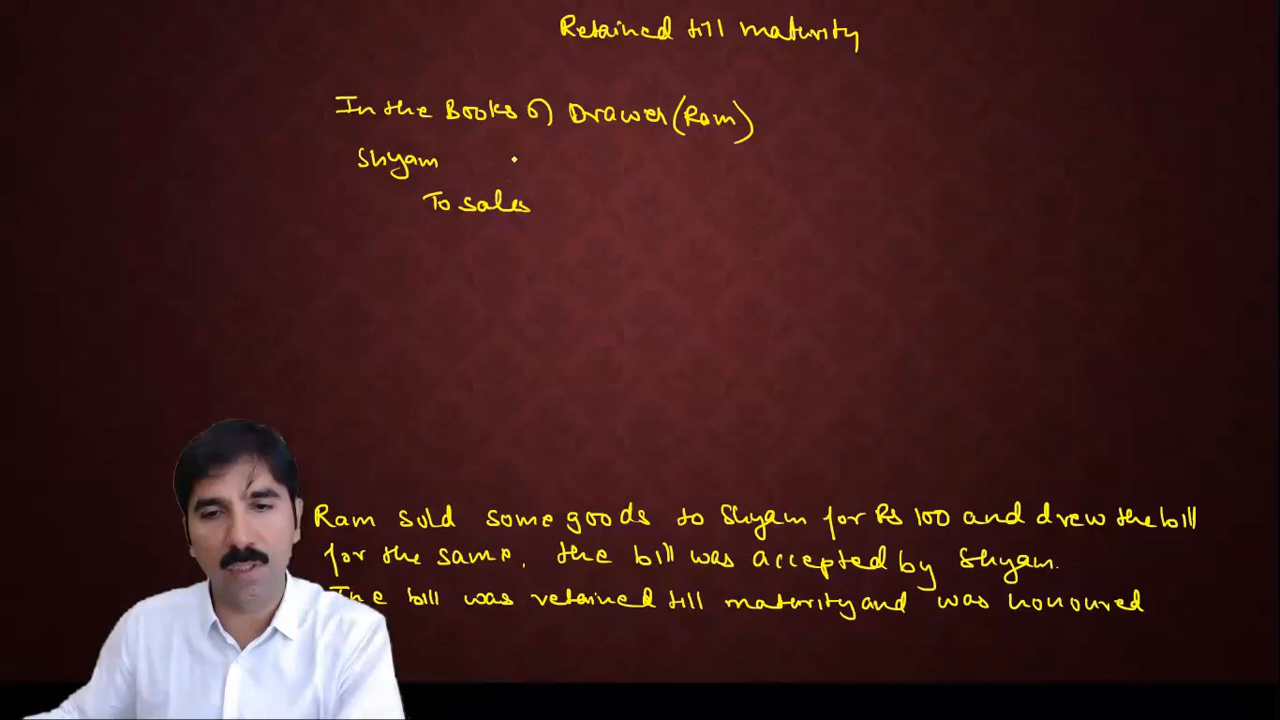 Retained till maturity
In the Books of Drawer (Ram)
Shyam
To sales
Ram sold some goods to Shyam for Rs 100 and drew the bill
for the same. The bill was accepted by Shyam.
The bill was retained till maturity and was honoured